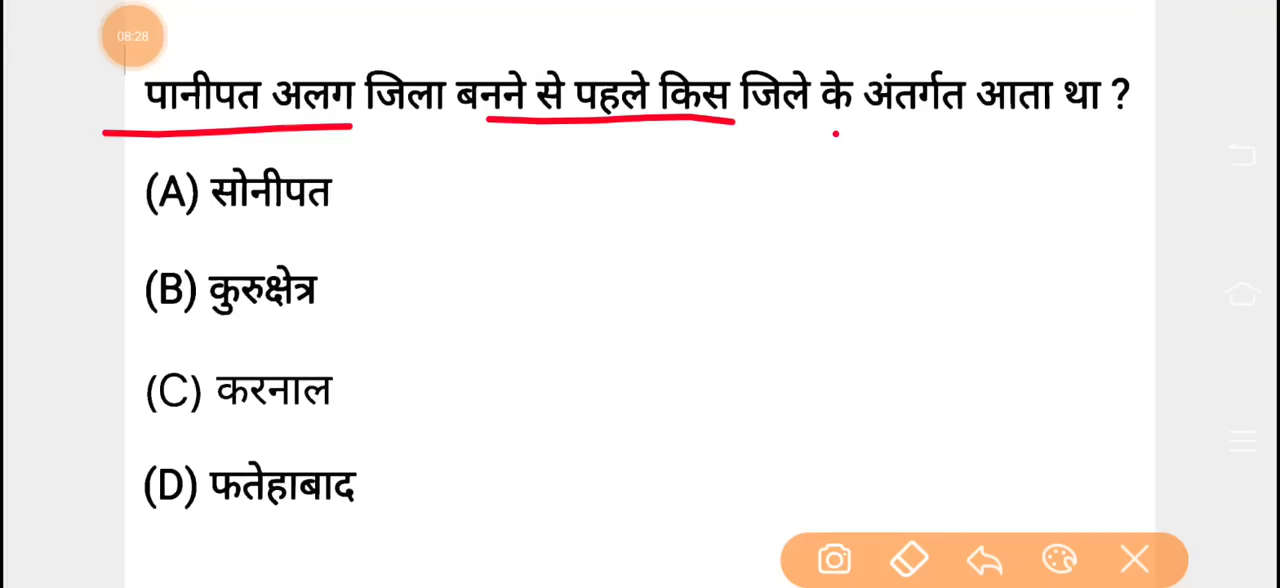 08:28
पानीपत अलग जिला बनने से पहले किस जिले के अंतर्गत आता था ?
(A) सोनीपत
(B) कुरुक्षेत्र
(C) करनाल
(D) फतेहाबाद